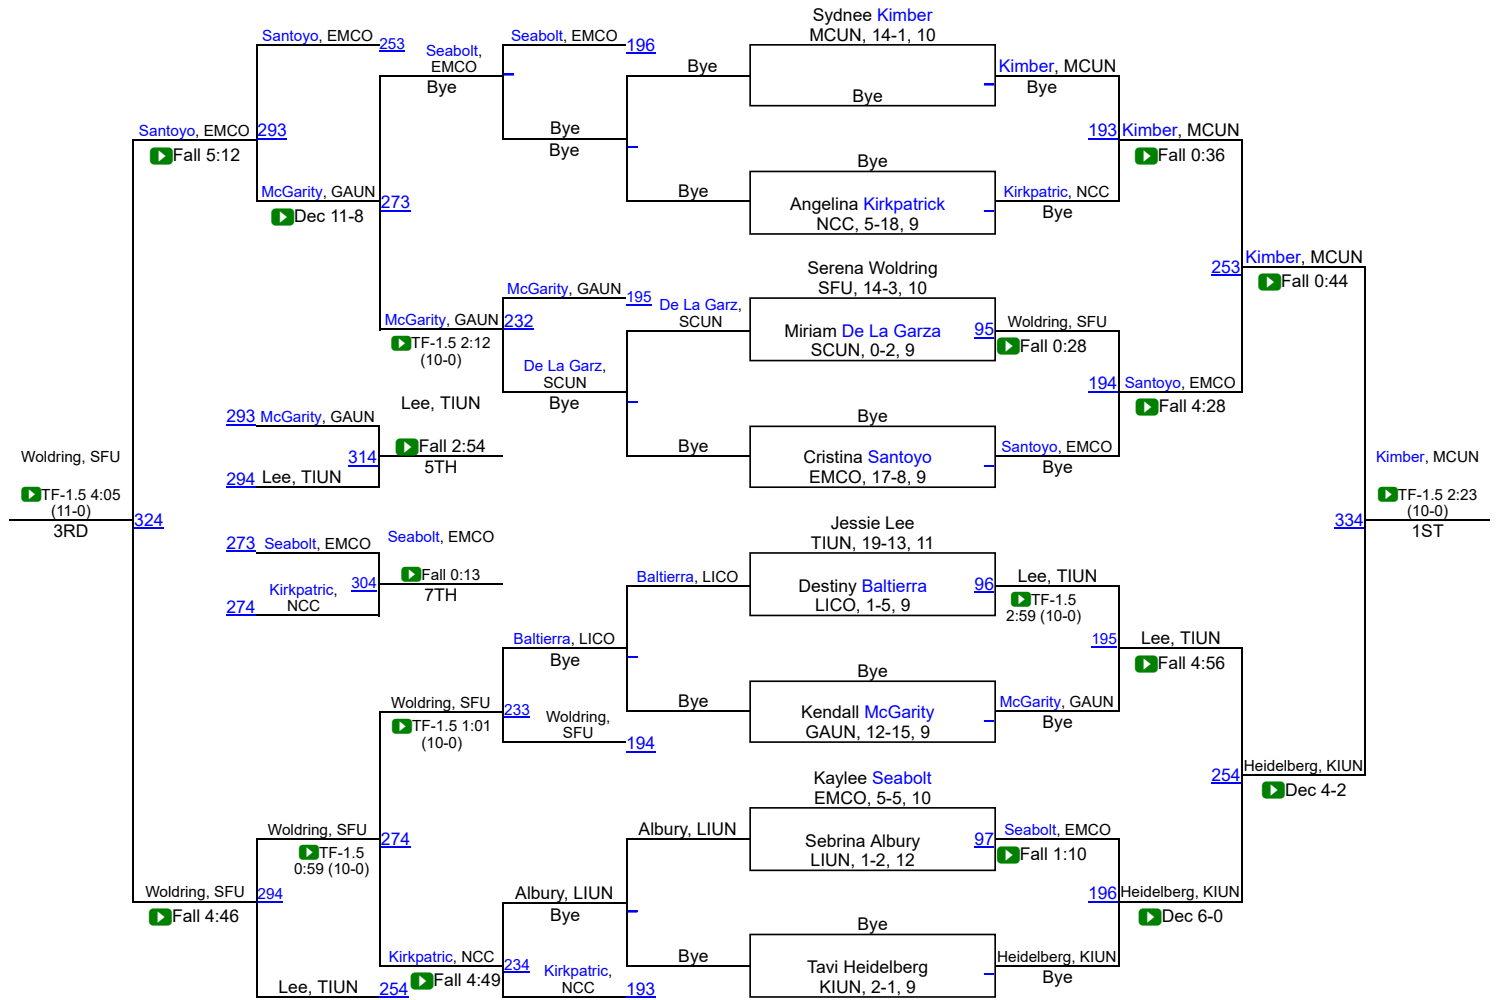 Sydnee Kimber
MCUN, 14-1, 10
Bye
Bye
Angelina Kirkpatrick
NCC, 5-18, 9
Serena Woldring
SFU, 14-3, 10
Miriam De La Garza
SCUN, 0-2, 9
95
Bye
Cristina Santoyo
EMCO, 17-8, 9
Jessie Lee
TIUN, 19-13, 11
Destiny Baltierra
LICO, 1-5, 9
96
Bye
Kendall McGarity
GAUN, 12-15, 9
Kaylee Seabolt
EMCO, 5-5, 10
Sebrina Albury
LIUN, 1-2, 12
97
Bye
Tavi Heidelberg
KIUN, 2-1, 9
Kimber, MCUN
Bye
Kirkpatric, NCC
Bye
Woldring, SFU
Fall 0:28
Santoyo, EMCO
Bye
Lee, TIUN
TF-1.5
2:59 (10-0)
McGarity, GAUN
Bye
Seabolt, EMCO
Fall 1:10
Heidelberg, KIUN
Bye
193
Kimber, MCUN
Fall 0:36
194
Santoyo, EMCO
Fall 4:28
195
Lee, TIUN
Fall 4:56
196
Heidelberg, KIUN
Dec 6-0
253
Kimber, MCUN
Fall 0:44
254
Heidelberg, KIUN
Dec 4-2
334
Kimber, MCUN
TF-1.5 2:23
(10-0)
1ST
Bye
Bye
De La Garz,
SCUN
Bye
Baltierra, LICO
Bye
Albury, LIUN
Bye
Seabolt, EMCO
196
Bye
Bye
McGarity, GAUN
195
De La Garz,
SCUN
Bye
Baltierra, LICO
Bye
Woldring,
SFU
194
Albury, LIUN
Bye
Kirkpatric,
NCC
193
Seabolt,
EMCO
Bye
McGarity, GAUN
232
TF-1.5 2:12
(10-0)
Woldring, SFU
233
TF-1.5 1:01
(10-0)
Kirkpatric, NCC
234
Fall 4:49
Santoyo, EMCO
253
McGarity, GAUN
273
Dec 11-8
Woldring, SFU
274
TF-1.5
0:59 (10-0)
Lee, TIUN
254
Santoyo, EMCO
293
Fall 5:12
Woldring, SFU
294
Fall 4:46
Woldring, SFU
TF-1.5 4:05
(11-0)
324
3RD
293
McGarity, GAUN
294
Lee, TIUN
314
Lee, TIUN
Fall 2:54
5TH
273
Seabolt, EMCO
274
Kirkpatric,
NCC
304
Seabolt, EMCO
Fall 0:13
7TH